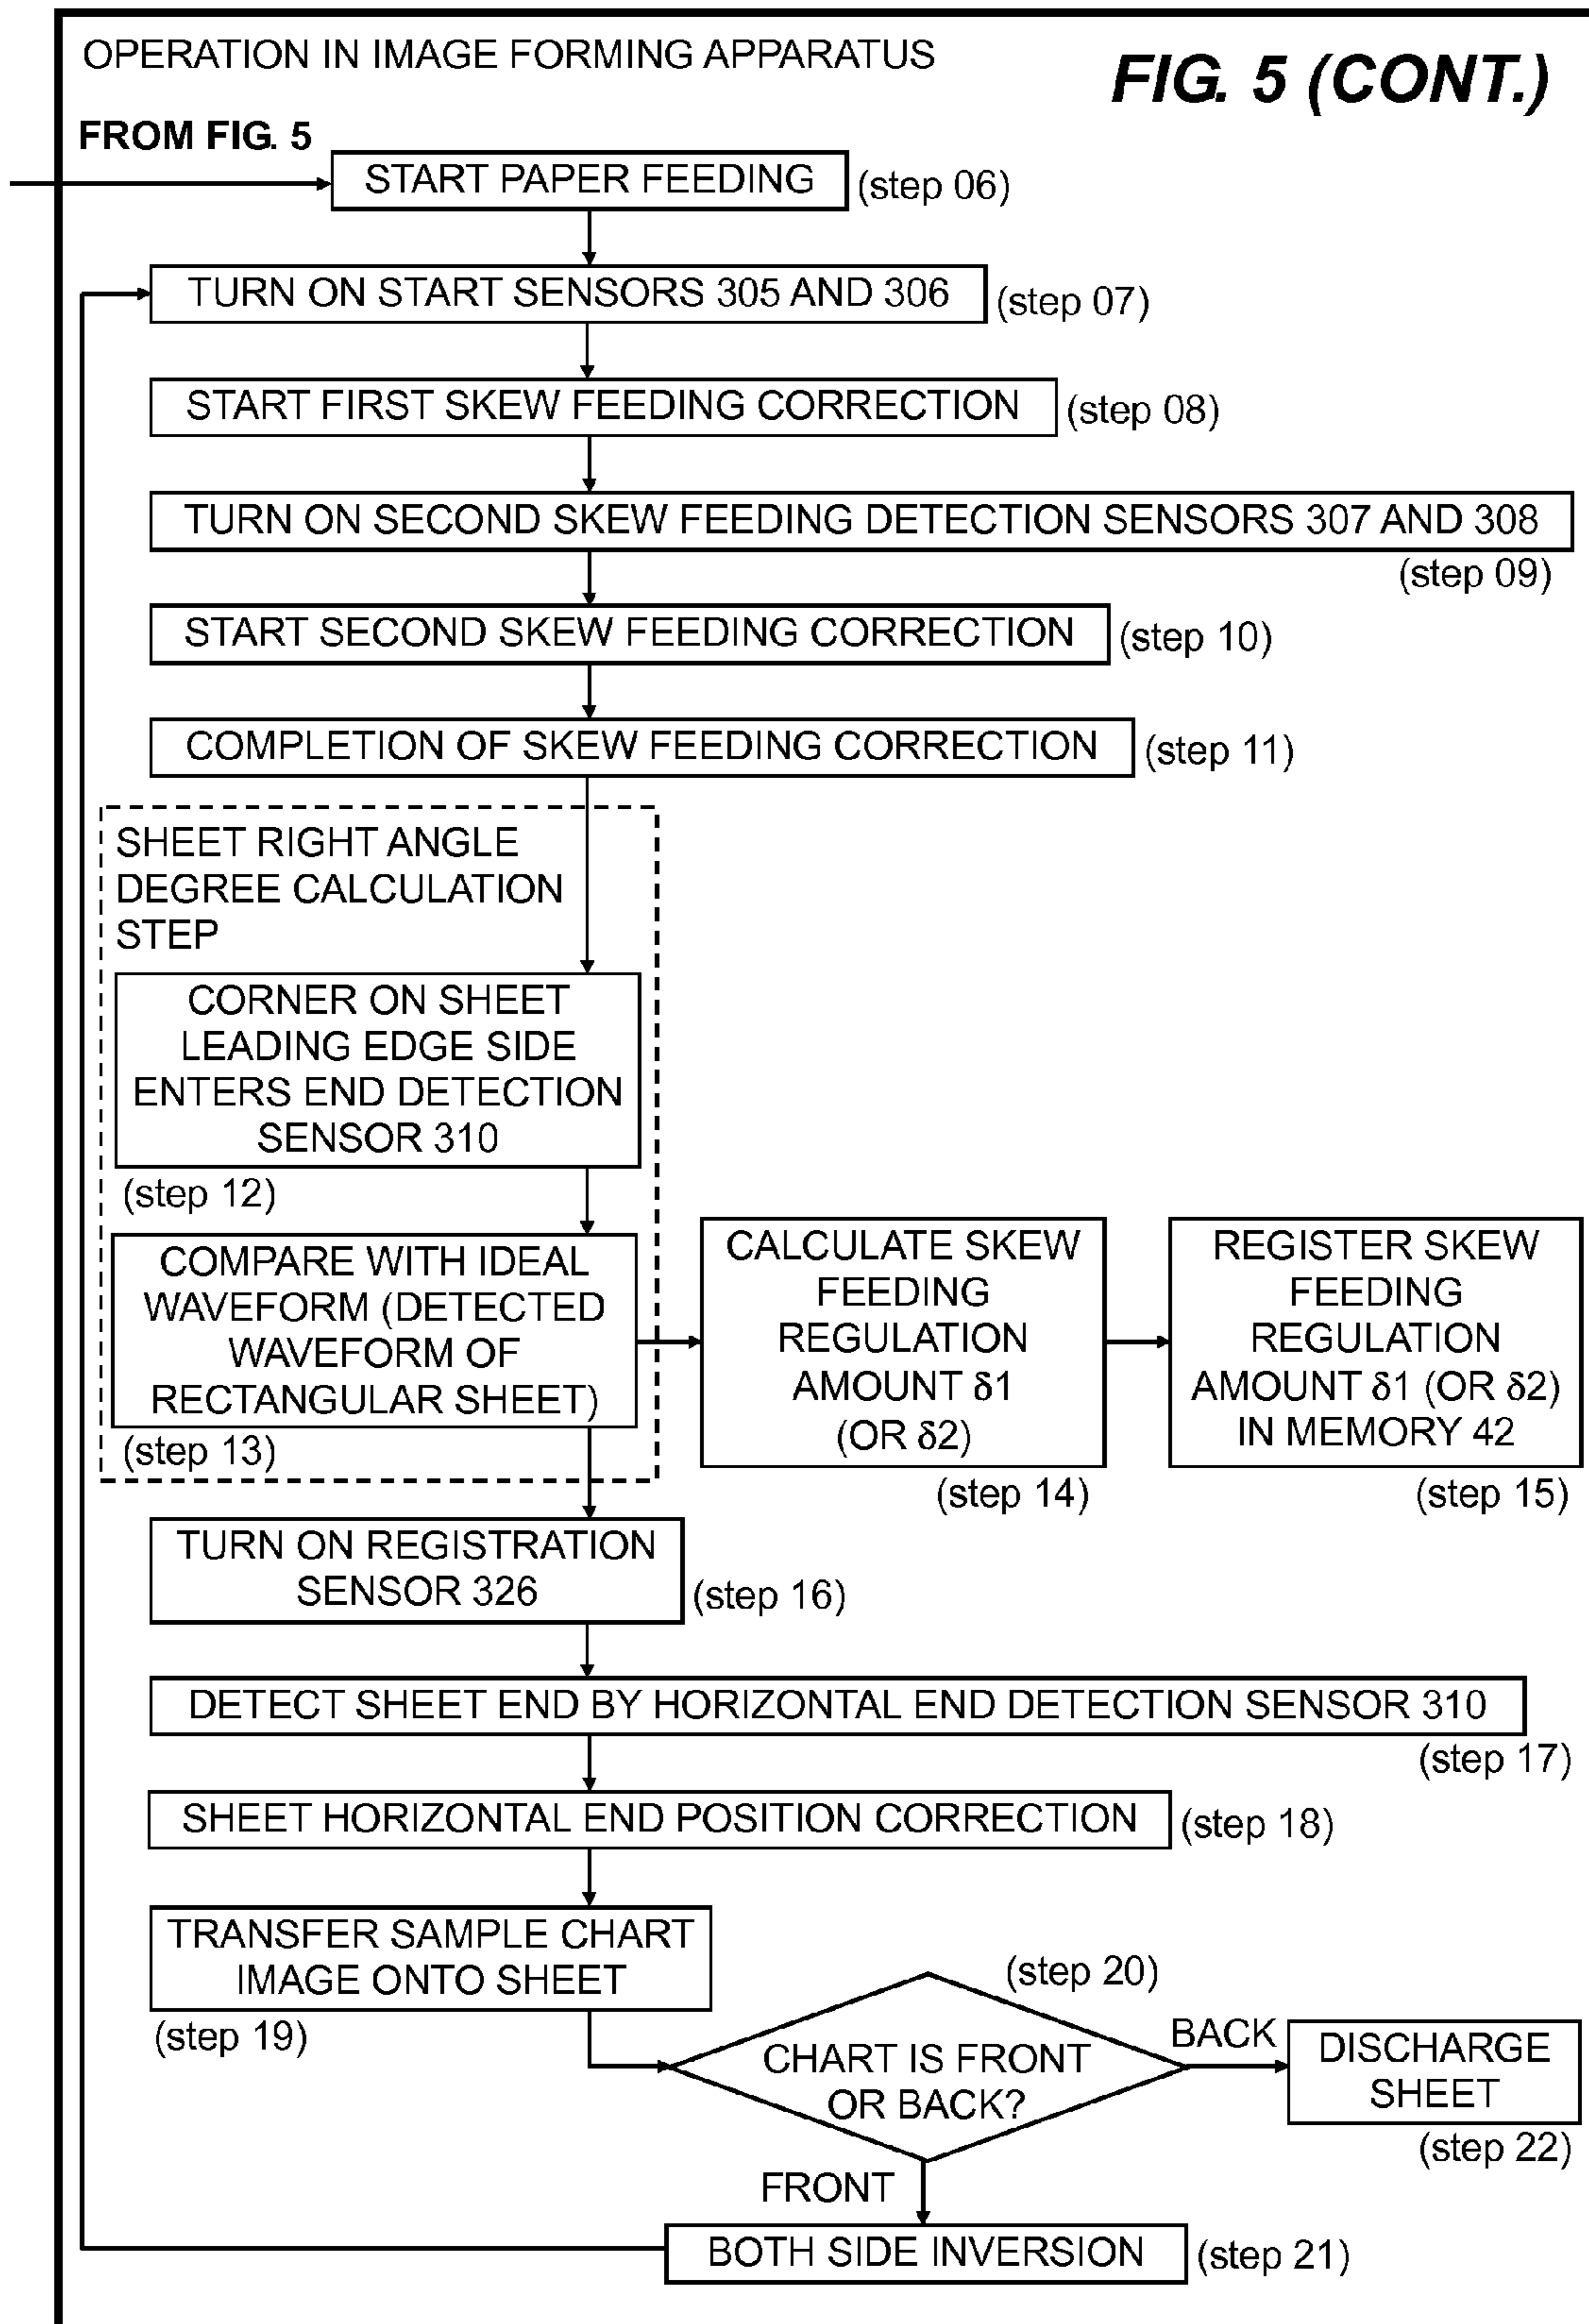 OPERATION IN IMAGE FORMING APPARATUS
FIG. 5 (CONT.)
FROM FIG. 5
START PAPER FEEDING
(step 06)
TURN ON START SENSORS 305 AND 306
(step 07)
START FIRST SKEW FEEDING CORRECTION
(step 08)
TURN ON SECOND SKEW FEEDING DETECTION SENSORS 307 AND 308
(step 09)
START SECOND SKEW FEEDING CORRECTION
(step 10)
COMPLETION OF SKEW FEEDING CORRECTION
(step 11)
SHEET RIGHT ANGLE
DEGREE CALCULATION
STEP
CORNER ON SHEET
LEADING EDGE SIDE
ENTERS END DETECTION
SENSOR 310
(step 12)
COMPARE WITH IDEAL
WAVEFORM (DETECTED
WAVEFORM OF
RECTANGULAR SHEET)
(step 13)
CALCULATE SKEW
FEEDING
REGULATION
AMOUNT δ1
(OR δ2)
(step 14)
REGISTER SKEW
FEEDING
REGULATION
AMOUNT δ1 (OR δ2)
IN MEMORY 42
(step 15)
TURN ON REGISTRATION
SENSOR 326
(step 16)
DETECT SHEET END BY HORIZONTAL END DETECTION SENSOR 310
(step 17)
SHEET HORIZONTAL END POSITION CORRECTION
(step 18)
TRANSFER SAMPLE CHART
IMAGE ONTO SHEET
(step 19)
(step 20)
CHART IS FRONT
OR BACK?
BACK
DISCHARGE
SHEET
(step 22)
FRONT
BOTH SIDE INVERSION
(step 21)